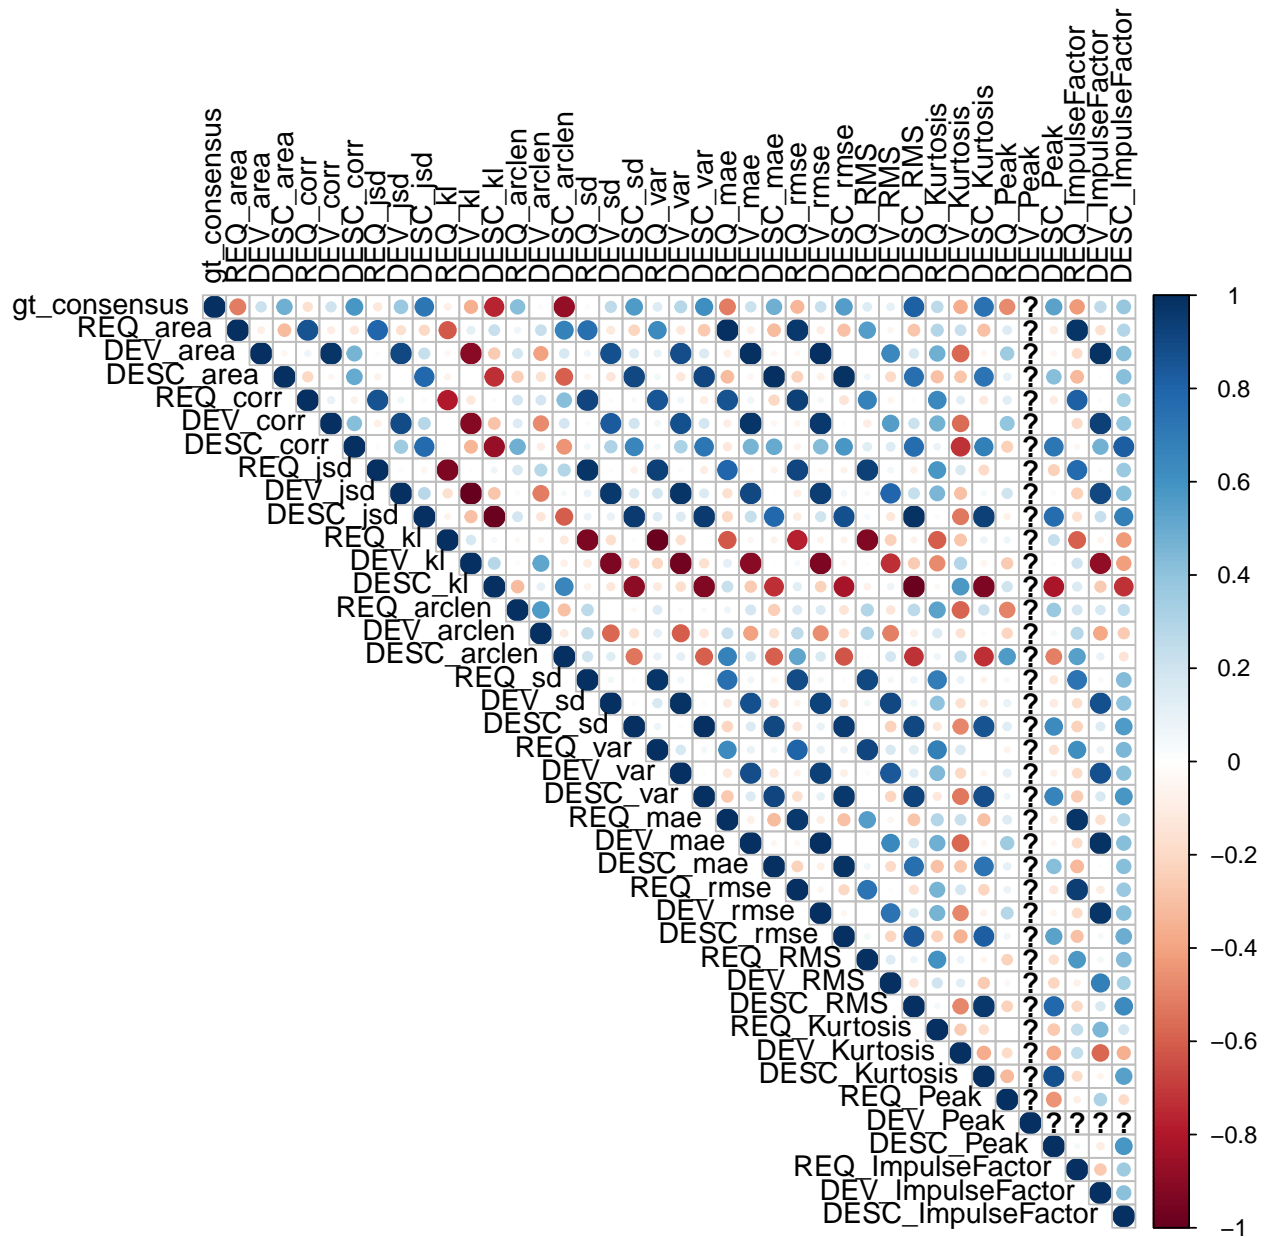 gt_consensus
REQ_area
DEV_area
DESC_area
REQ_corr
DEV_corr
DESC_corr
REQ_jsd
DEV_jsd
DESC_jsd
REQ_kl
DEV_kl
DESC_kl
REQ_arclen
DEV_arclen
DESC_arclen
REQ_sd
DEV_sd
DESC_sd
REQ_var
DEV_var
DESC_var
REQ_mae
DEV_mae
DESC_mae
REQ_rmse
DEV_rmse
DESC_rmse
REQ_RMS
DEV_RMS
DESC_RMS
REQ_Kurtosis
DEV_Kurtosis
DESC_Kurtosis
REQ_Peak
DEV_Peak
DESC_Peak
REQ_ImpulseFactor
DEV_ImpulseFactor
DESC_ImpulseFactor
gt_consensus ?
REQ_area ?
DEV_area ?
DESC_area ?
REQ_corr ?
DEV_corr ?
DESC_corr ?
REQ_jsd ?
DEV_jsd ?
DESC_jsd ?
REQ_kl ?
DEV_kl ?
DESC_kl ?
REQ_arclen ?
DEV_arclen ?
DESC_arclen ?
REQ_sd ?
DEV_sd ?
DESC_sd ?
REQ_var ?
DEV_var ?
DESC_var ?
REQ_mae ?
DEV_mae ?
DESC_mae ?
REQ_rmse ?
DEV_rmse ?
DESC_rmse ?
REQ_RMS ?
DEV_RMS ?
DESC_RMS ?
REQ_Kurtosis ?
DEV_Kurtosis ?
DESC_Kurtosis ?
REQ_Peak ?
DEV_Peak ? ? ? ?
DESC_Peak
REQ_ImpulseFactor
DEV_ImpulseFactor
DESC_ImpulseFactor
1
0.8
0.6
0.4
0.2
0
−0.2
−0.4
−0.6
−0.8
−1